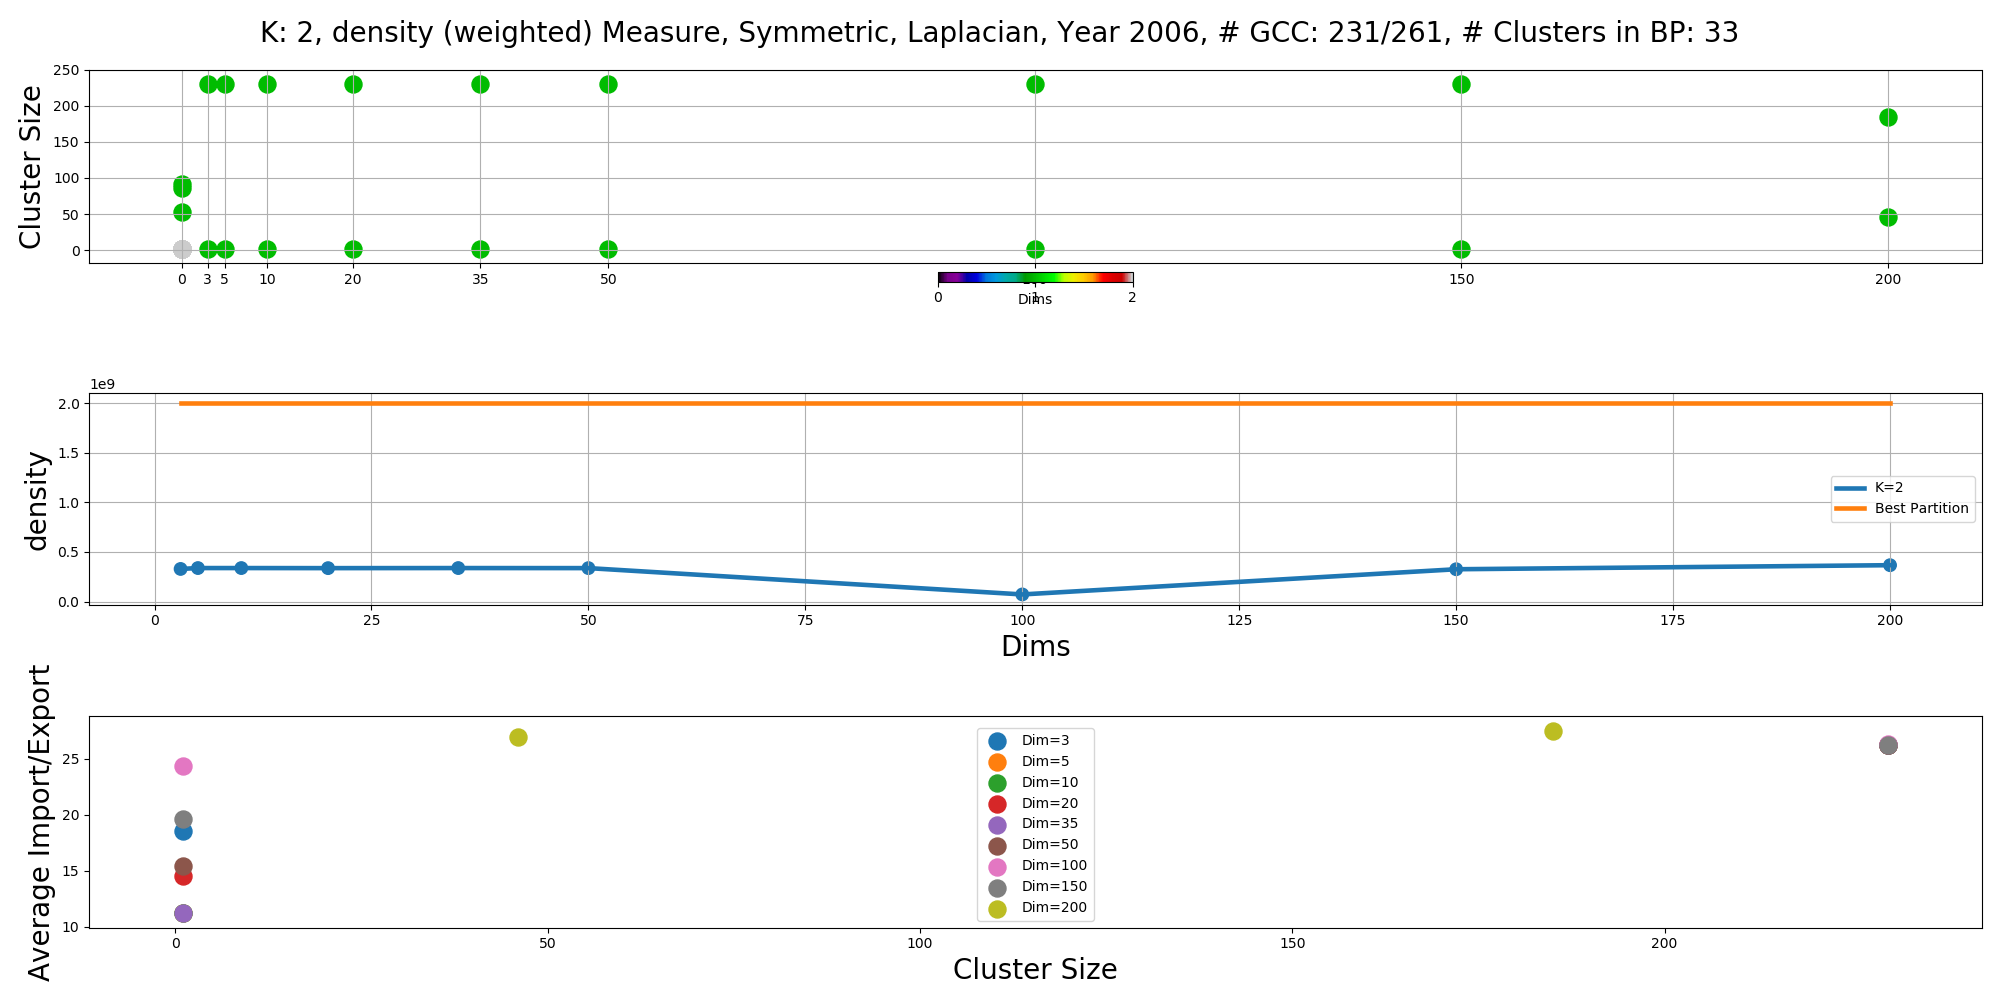 K: 2, density (weighted) Measure, Symmetric, Laplacian, Year 2006, # GCC: 231/261, # Clusters in BP: 33
Cluster Size
250
200
150
100
50
0
0 3 5 10 20 35 50 150 200
0 1 2
Dims
1e9
density
2.0
1.5
1.0
0.5
0.0
K=2
Best Partition
0 25 50 75 100 125 150 175 200
Dims
Average Import/Export
25
20
15
10
Dim=3
Dim=5
Dim=10
Dim=20
Dim=35
Dim=50
Dim=100
Dim=150
Dim=200
0 50 100 150 200
Cluster Size